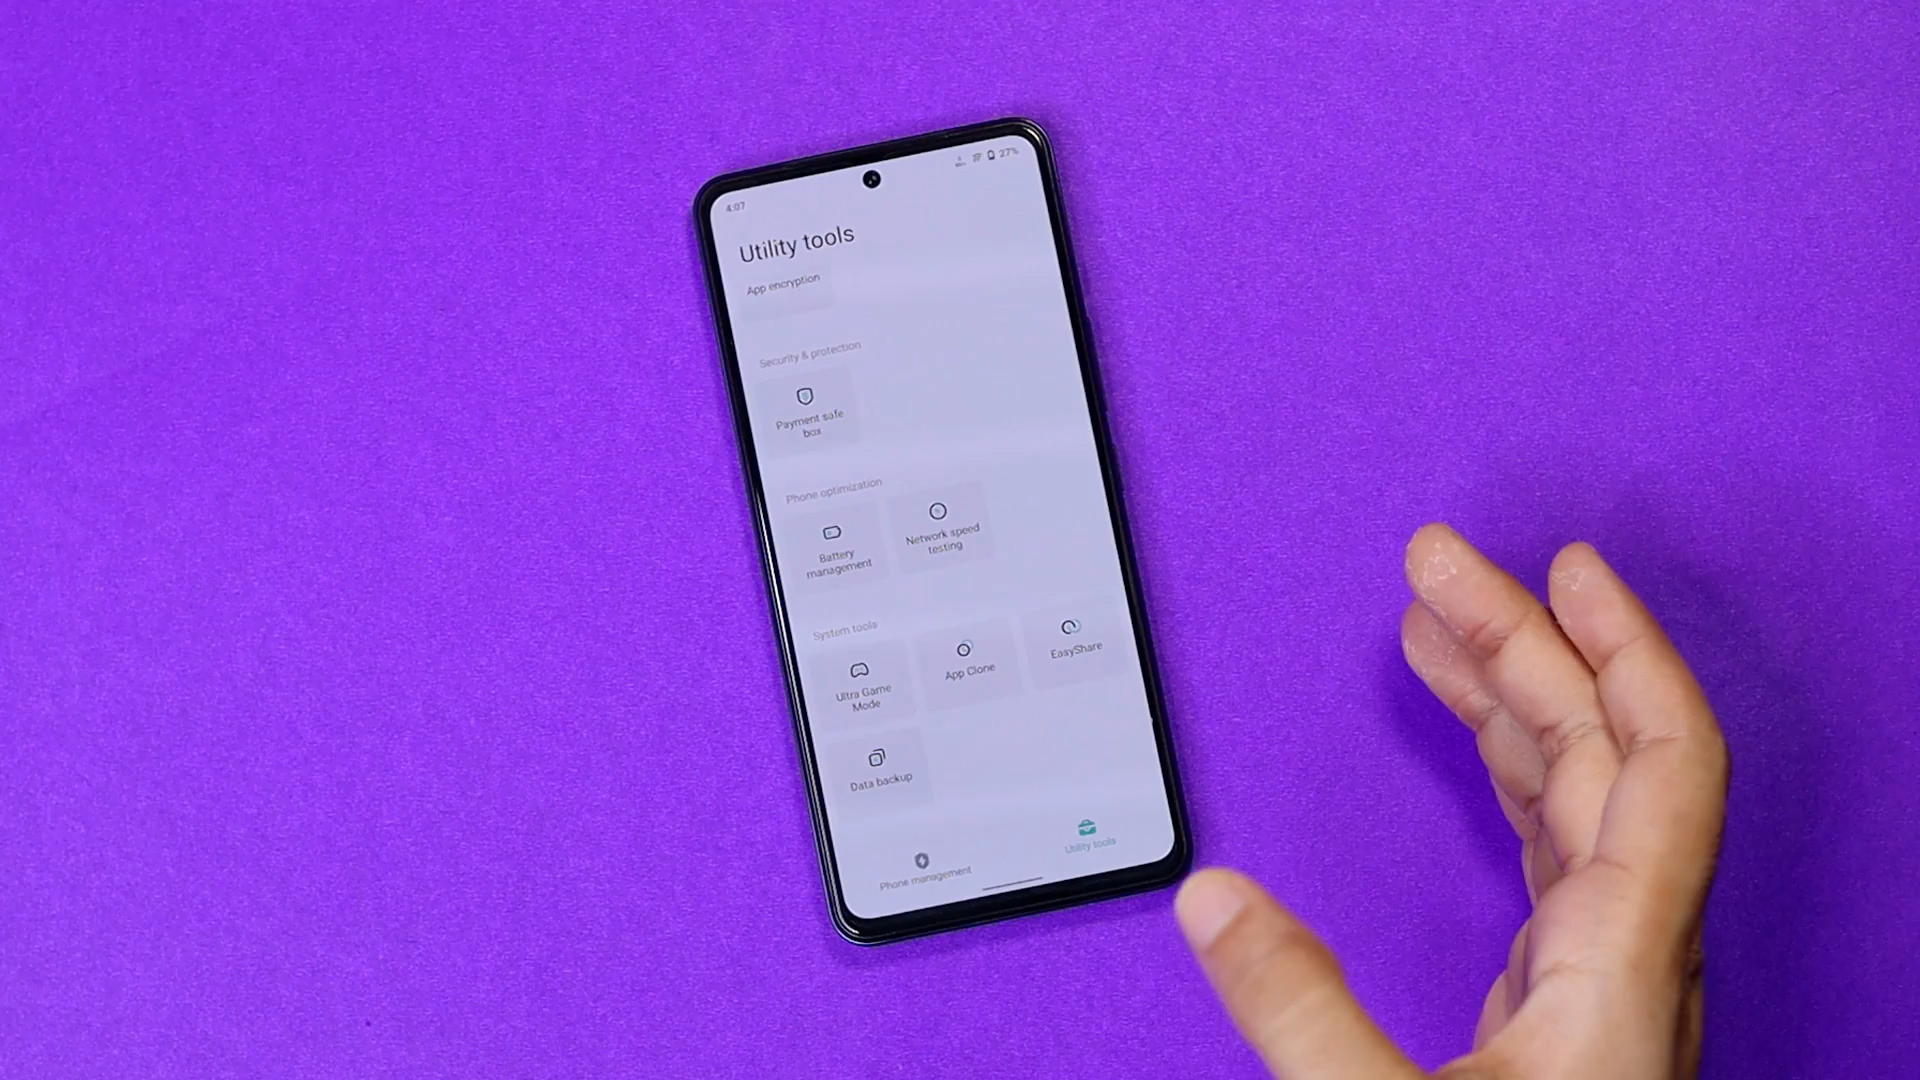 4:07
27%
Utility tools
App encryption
Security & protection
Payment safe
box
Phone optimization
Battery
management
Network speed
testing
System tools
Ultra Game
Mode
App Clone
EasyShare
Data backup
Phone management
Utility tools